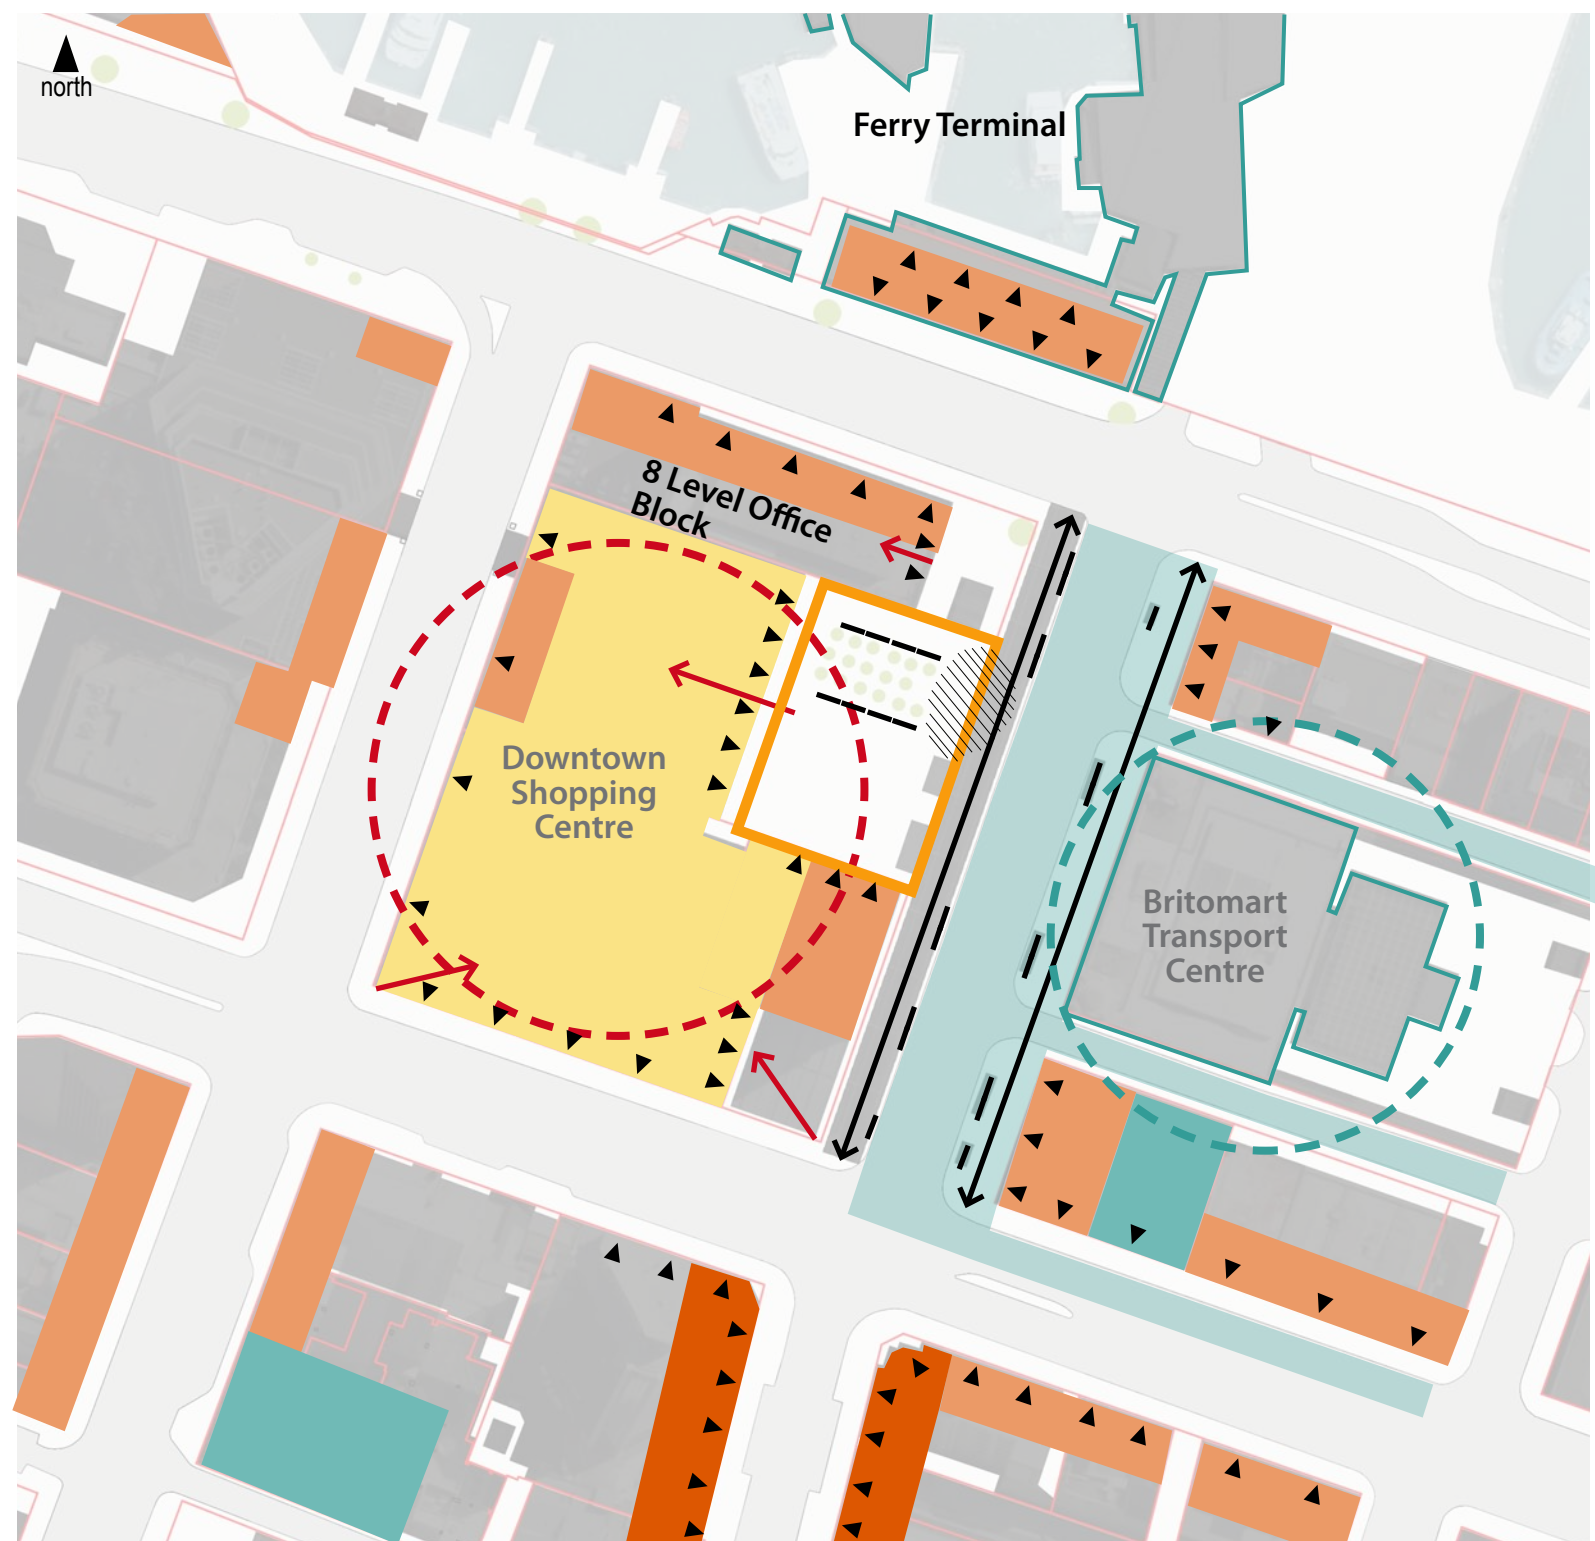 north
Ferry Terminal
8 Level Office
Block
Downtown
Shopping
Centre
Britomart
Transport
Centre